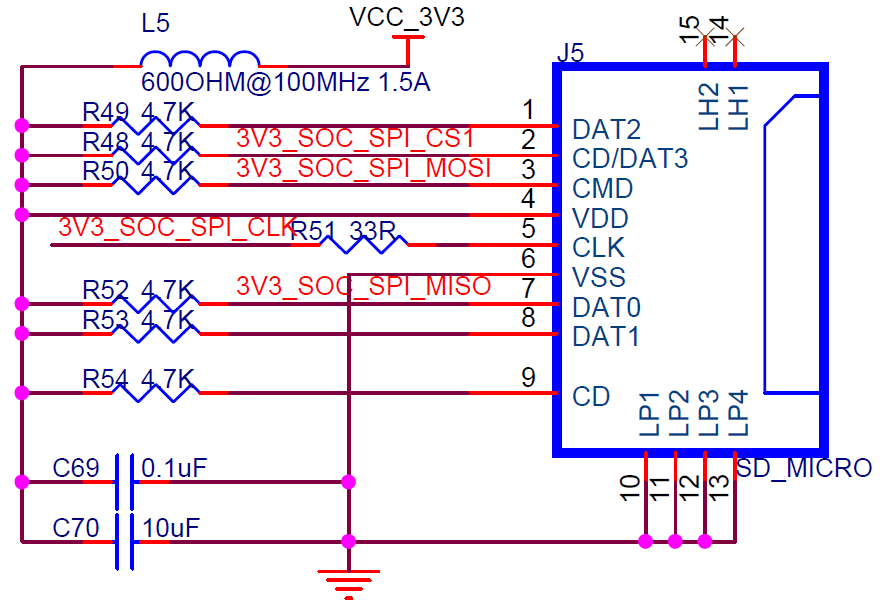 L5
VCC_3V3
600OHM@100MHz 1.5A
J5
15
14
LH2
LH1
R49 4.7K
1
DAT2
R48 4.7K
3V3_SOC_SPI_CS1
2
CD/DAT3
R50 4.7K
3V3_SOC_SPI_MOSI
3
CMD
4
VDD
3V3_SOC_SPI_CLK
R51 33R
5
CLK
6
VSS
R52 4.7K
3V3_SOC_SPI_MISO
7
DAT0
R53 4.7K
8
DAT1
R54 4.7K
9
CD
LP1
LP2
LP3
LP4
C69 0.1uF
SD_MICRO
10
11
12
13
C70 10uF